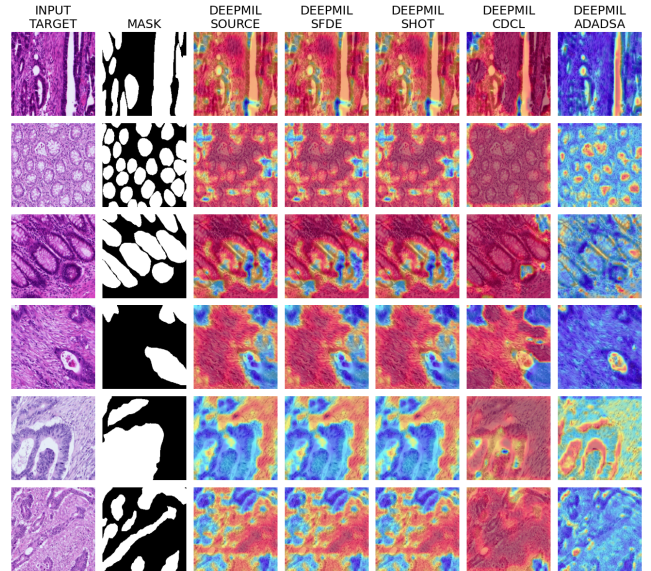 INPUT
TARGET
MASK
DEEPMIL
SOURCE
DEEPMIL
SFDE
DEEPMIL
SHOT
DEEPMIL
CDCL
DEEPMIL
ADADSA